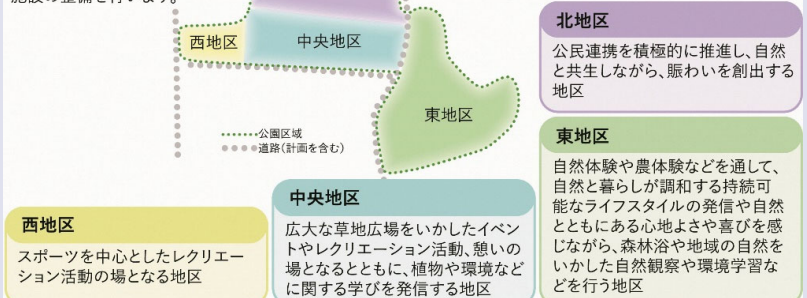 施設の整備を行います。
西地区
中央地区
東地区
公園区域
道路（計画を含む）
北地区
公民連携を積極的に推進し、自然
と共生しながら、賑わいを創出する
地区
東地区
自然体験や農体験などを通して、
自然と暮らしが調和する持続可
能なライフスタイルの発信や自然
とともにある心地よさや喜びを感
じながら、森林浴や地域の自然を
いかした自然観察や環境学習な
どを行う地区
中央地区
広大な草地広場をいかしたイベン
トやレクリエーション活動、憩いの
場となるとともに、植物や環境など
に関する学びを発信する地区
西地区
スポーツを中心としたレクリエー
ション活動の場となる地区